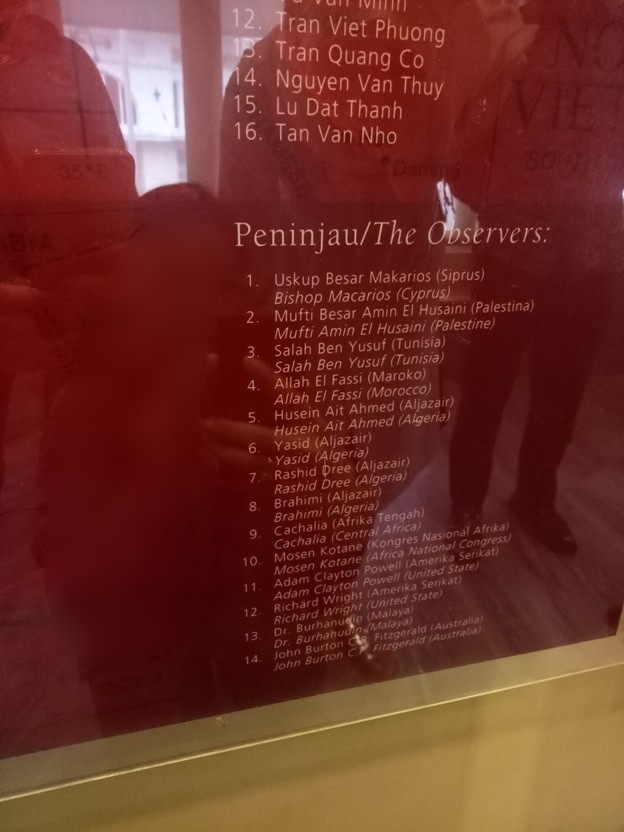 12. Tran Viet Phuong
13. Tran Quang Co
14. Nguyen Van Thuy
15. Lu Dat Thanh
16. Tan Van Nho
Peninjau/The Observers:
1. Uskup Besar Makarios (Siprus)
Bishop Macarios (Cyprus)
2. Mufti Besar Amin El Husaini (Palestina)
Mufti Amin El Husaini (Palestine)
3. Salah Ben Yusuf (Tunisia)
Salah Ben Yusuf (Tunisia)
4. Allah El Fassi (Maroko)
Allah El Fassi (Morocco)
5. Husein Ait Ahmed (Aljazair)
Husein Ait Ahmed (Algeria)
6. Yasid (Aljazair)
Yasid (Algeria)
7. Rashid Dree (Aljazair)
Rashid Dree (Algeria)
8. Brahimi (Aljazair)
Brahimi (Algeria)
9. Cachalia (Afrika Tengah)
Cachalia (Central Africa)
10. Mosen Kotane (Kongres Nasional Afrika)
Mosen Kotane (Africa National Congress)
11. Adam Clayton Powell (Amerika Serikat)
Adam Clayton Powell (United State)
12. Richard Wright (Amerika Serikat)
Richard Wright (United State)
13. Dr. Burhanudin (Malaya)
Dr. Burhanudin (Malaya)
14. John Burton C.P. Fitzgerald (Australia)
John Burton C.P. Fitzgerald (Australia)
35°E
Danang